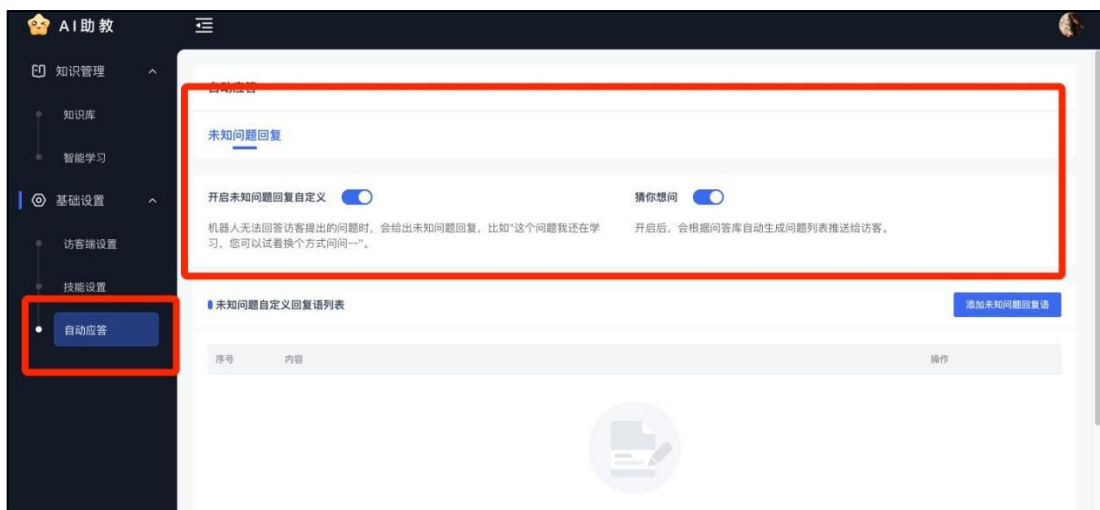 AI助教
知识管理
知识库
智能学习
基础设置
访客端设置
技能设置
自动应答
自动应答
未知问题回复
开启未知问题回复自定义
机器人无法回答访客提出的问题时，会给出未知问题回复，比如"这个问题我还在学
习，您可以试着换个方式问问~~"。
猜你想问
开启后，会根据问答库自动生成问题列表推送给访客。
未知问题自定义回复语列表
添加未知问题回复语
序号 内容 操作